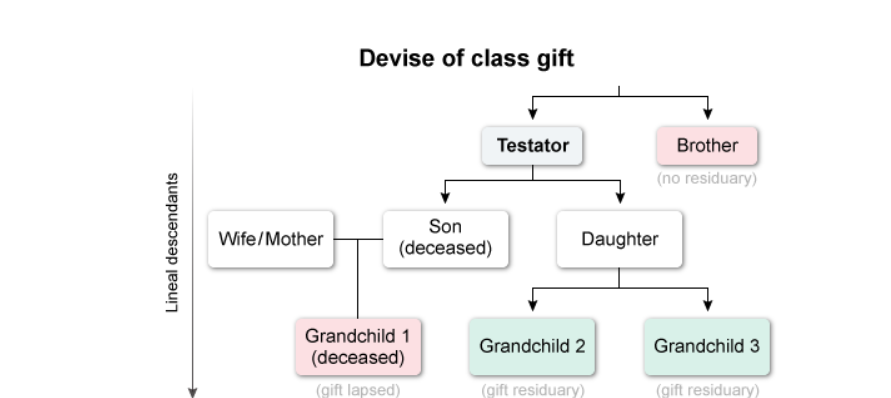 Devise of class gift
Testator
Brother
(no residuary)
Lineal descendants
Wife/Mother
Son
(deceased)
Daughter
Grandchild 1
(deceased)
Grandchild 2
Grandchild 3
(gift lapsed)
(gift residuary)
(gift residuary)